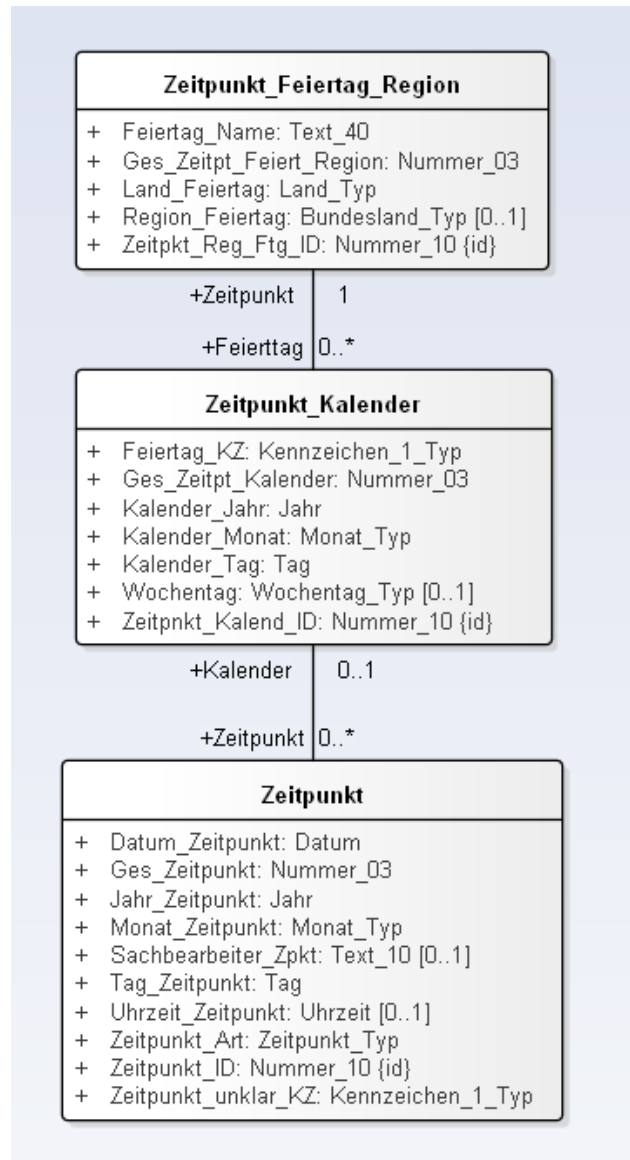 Zeitpunkt_Feiertag_Region
+ Feiertag_Name: Text_40
+ Ges_Zeitpt_Feiert_Region: Nummer_03
+ Land_Feiertag: Land_Typ
+ Region_Feiertag: Bundesland_Typ [0..1]
+ Zeitpkt_Reg_Ftg_ID: Nummer_10 {id}
+Zeitpunkt 1
+Feierttag 0..*
Zeitpunkt_Kalender
+ Feiertag_KZ: Kennzeichen_1_Typ
+ Ges_Zeitpt_Kalender: Nummer_03
+ Kalender_Jahr: Jahr
+ Kalender_Monat: Monat_Typ
+ Kalender_Tag: Tag
+ Wochentag: Wochentag_Typ [0..1]
+ Zeitpnkt_Kalend_ID: Nummer_10 {id}
+Kalender 0..1
+Zeitpunkt 0..*
Zeitpunkt
+ Datum_Zeitpunkt: Datum
+ Ges_Zeitpunkt: Nummer_03
+ Jahr_Zeitpunkt: Jahr
+ Monat_Zeitpunkt: Monat_Typ
+ Sachbearbeiter_Zpkt: Text_10 [0..1]
+ Tag_Zeitpunkt: Tag
+ Uhrzeit_Zeitpunkt: Uhrzeit [0..1]
+ Zeitpunkt_Art: Zeitpunkt_Typ
+ Zeitpunkt_ID: Nummer_10 {id}
+ Zeitpunkt_unklar_KZ: Kennzeichen_1_Typ